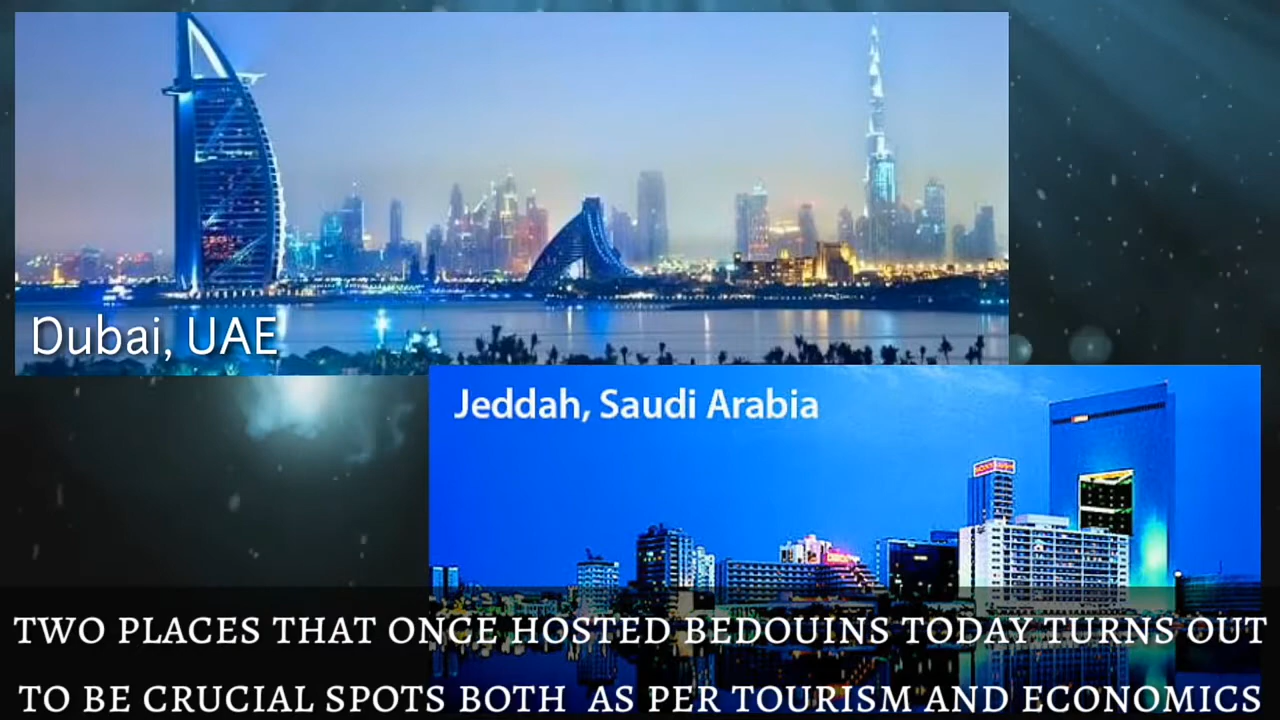 Dubai, UAE
Jeddah, Saudi Arabia
TWO PLACES THAT ONCE HOSTED BEDOUINS TODAY TURNS OUT
TO BE CRUCIAL SPOTS BOTH AS PER TOURISM AND ECONOMICS